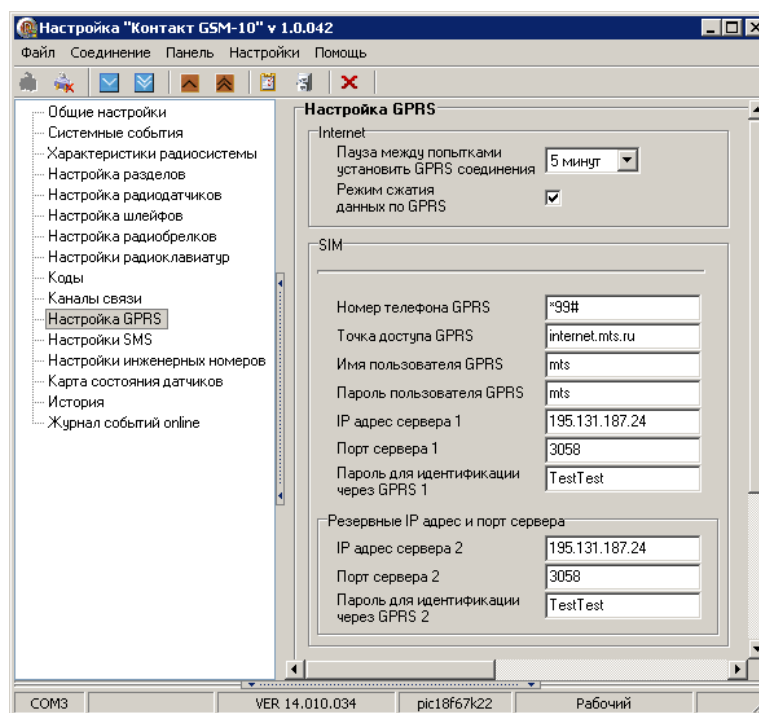 Настройка "Контакт GSM-10" v 1.0.042
Файл Соединение Панель Настройки Помощь
Общие настройки
Системные события
Характеристики радиосистемы
Настройка разделов
Настройка радиодатчиков
Настройка шлейфов
Настройка радиобрелков
Настройки радиоклавиатур
Коды
Каналы связи
Настройка GPRS
Настройки SMS
Настройки инженерных номеров
Карта состояния датчиков
История
Журнал событий online
Настройка GPRS
Internet
Пауза между попытками
установить GPRS соединения
5 минут
Режим сжатия
данных по GPRS
SIM
Номер телефона GPRS
*99#
Точка доступа GPRS
internet.mts.ru
Имя пользователя GPRS
mts
Пароль пользователя GPRS
mts
IP адрес сервера 1
195.131.187.24
Порт сервера 1
3058
Пароль для идентификации
через GPRS 1
TestTest
Резервные IP адрес и порт сервера
IP адрес сервера 2
195.131.187.24
Порт сервера 2
3058
Пароль для идентификации
через GPRS 2
TestTest
COM3
VER 14.010.034
pic18f67k22
Рабочий